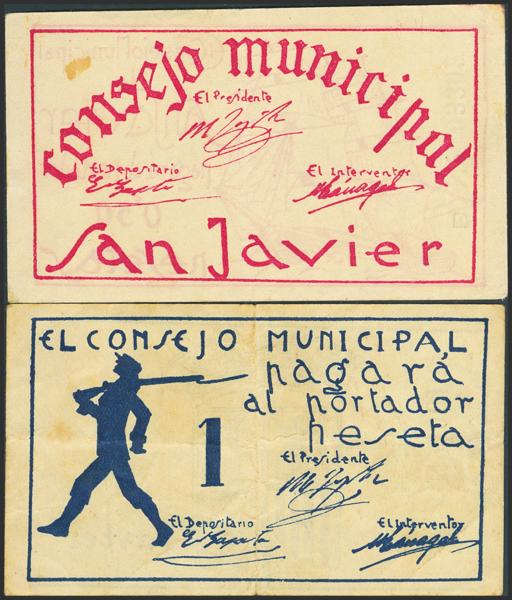 consejo municipal
El Presidente
El Depositario
El Interventor
San Javier
EL CONSEJO MUNICIPAL
pagará
al portador
1 peseta
El Presidente
El Depositario
El Interventor